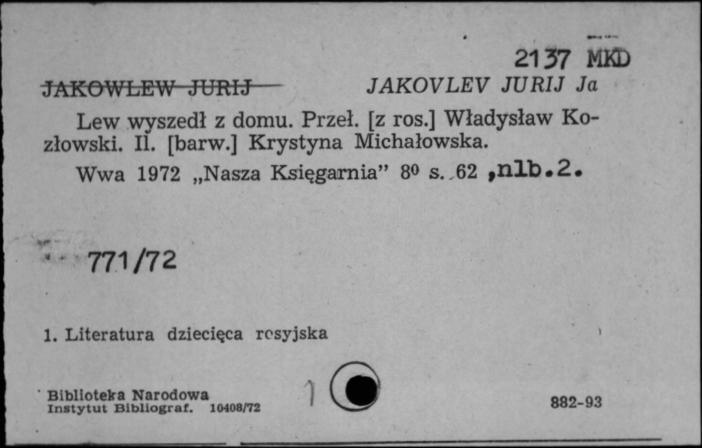 2137 MKD
JAKOWLEW JURIJ JAKOVLEV JURIJ Ja
Lew wyszedł z domu. Przeł. [z ros.] Władysław Ko-
złowski. Il. [barw.] Krystyna Michałowska.
Wwa 1972 „Nasza Księgarnia” 8⁰ s. 62 ,nlb.2.
771/72
1. Literatura dziecięca rosyjska
Biblioteka Narodowa
Instytut Bibliograf. 10408/72
1
882-93